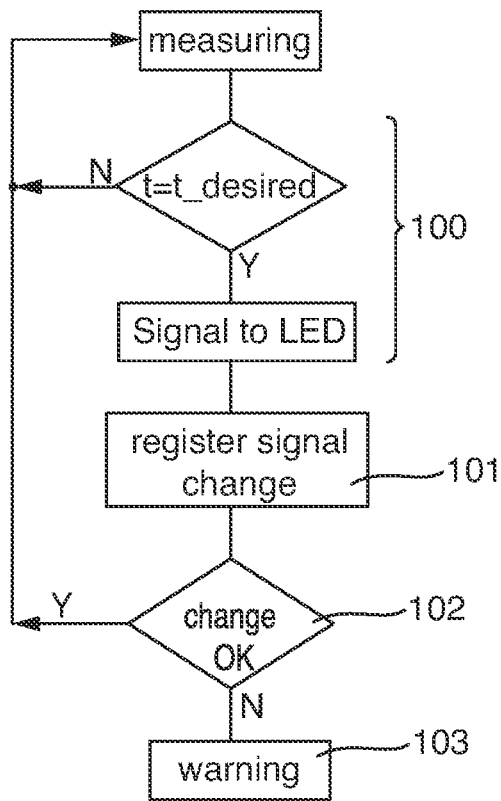 measuring
N
t=t_desired
100
Y
Signal to LED
register signal
change
101
Y
change
OK
102
N
warning
103